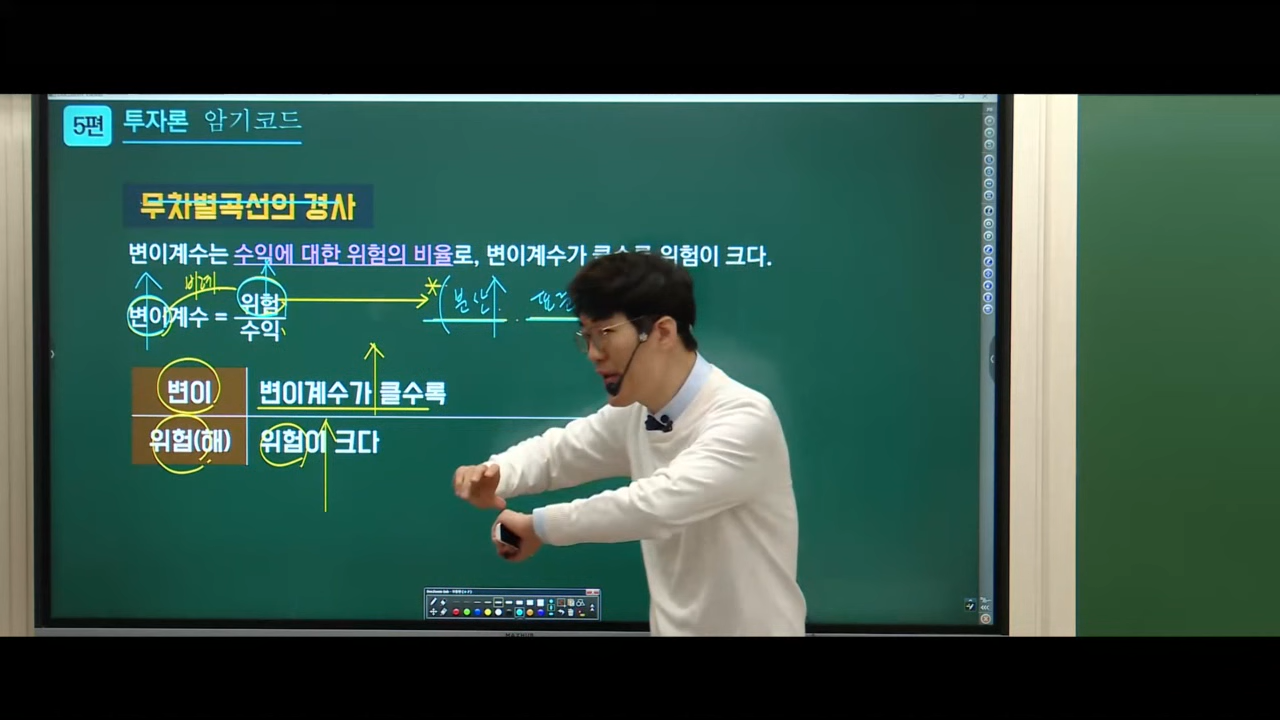 5편 투자론 암기코드
무차별곡선의 경사
변이계수는 수익에 대한 위험의 비율로, 변이계수가 클수록 위험이 크다.
비례
변이계수 = 위험
수익
* (분산.
변이 변이계수가 클수록
위험(해) 위험이 크다